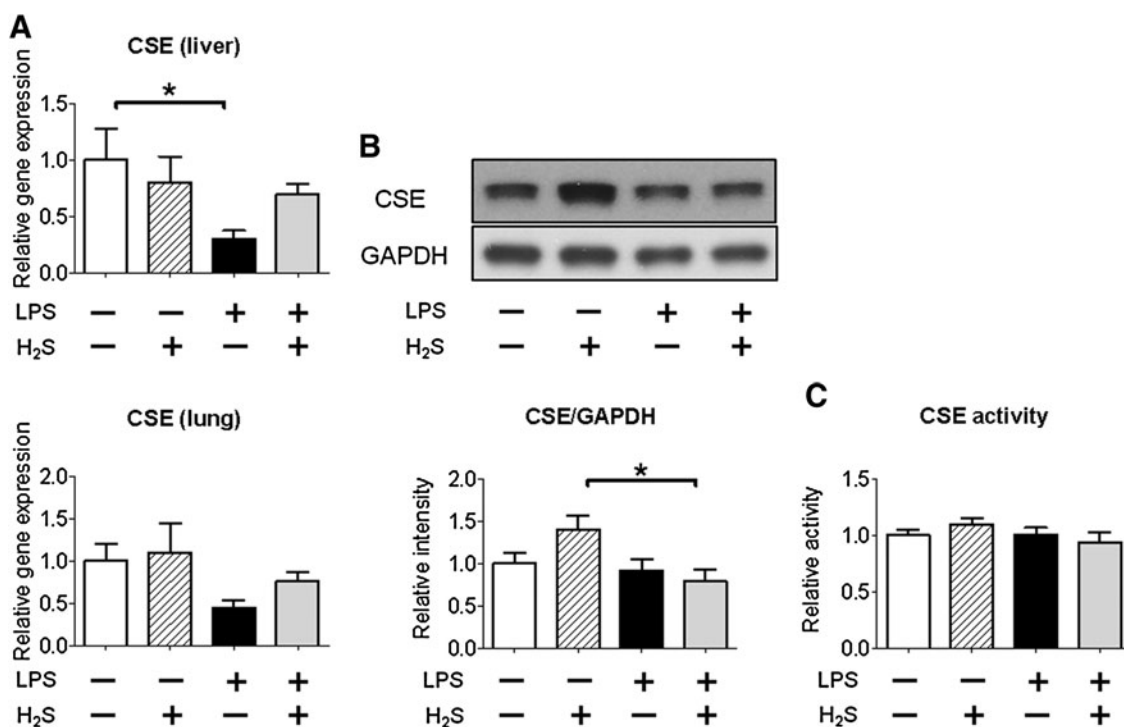 A
CSE (liver)
Relative gene expression
1.5
1.0
0.5
0.0
LPS − − + +
H₂S − + − +
B
CSE
GAPDH
LPS − − + +
H₂S − + − +
CSE (lung)
Relative gene expression
2.0
1.5
1.0
0.5
0.0
LPS − − + +
H₂S − + − +
CSE/GAPDH
Relative intensity
2.0
1.5
1.0
0.5
0.0
LPS − − + +
H₂S − + − +
C
CSE activity
Relative activity
1.5
1.0
0.5
0.0
LPS − − + +
H₂S − + − +
*
*